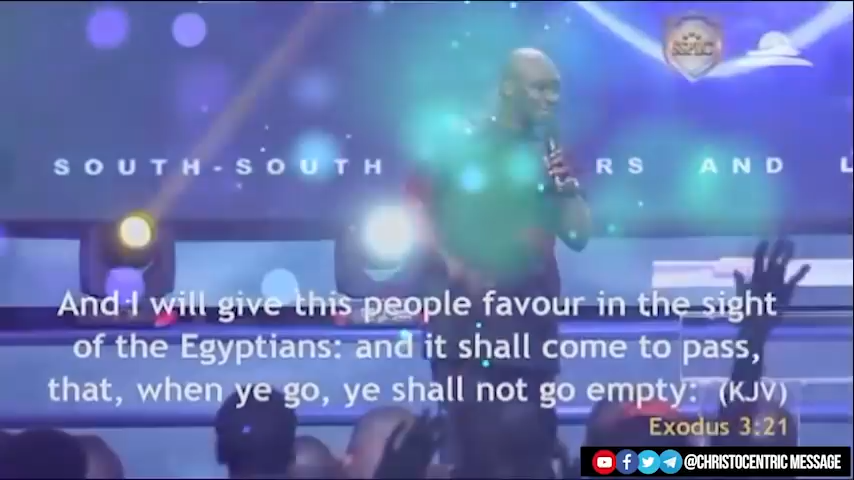 SOUTH-SOUTH RS AND L
And I will give this people favour in the sight
of the Egyptians: and it shall come to pass,
that, when ye go, ye shall not go empty: (KJV)
Exodus 3:21
@CHRISTOCENTRIC MESSAGE